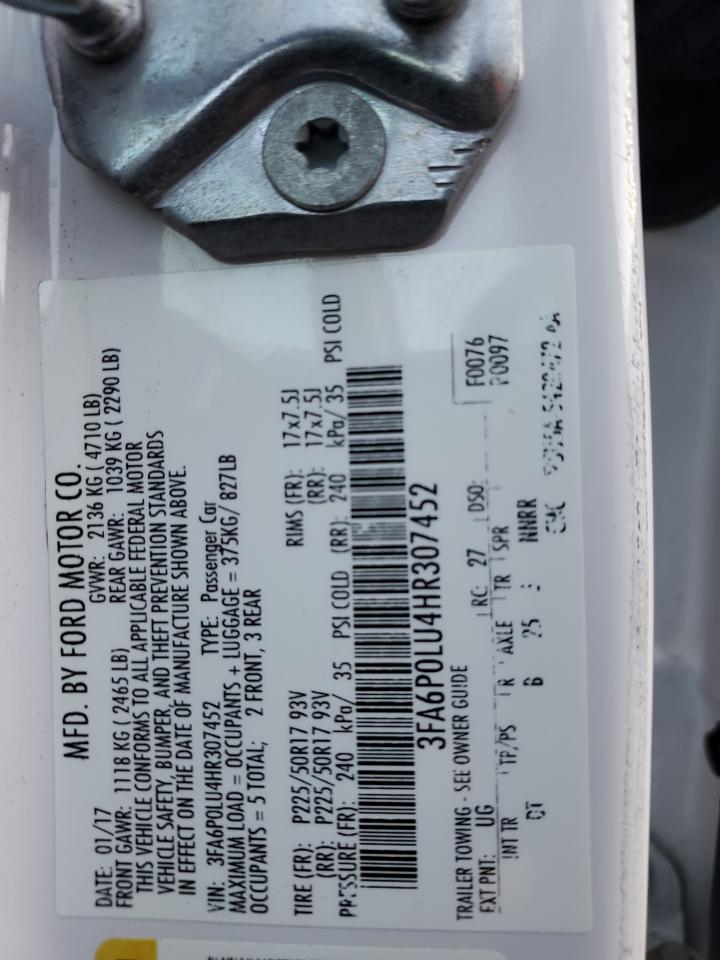 MFD. BY FORD MOTOR CO.
DATE: 01/17 GVWR: 2136 KG ( 4710 LB)
FRONT GAWR: 1118 KG ( 2465 LB) REAR GAWR: 1039 KG ( 2290 LB)
THIS VEHICLE CONFORMS TO ALL APPLICABLE FEDERAL MOTOR
VEHICLE SAFETY, BUMPER, AND THEFT PREVENTION STANDARDS
IN EFFECT ON THE DATE OF MANUFACTURE SHOWN ABOVE.
VIN: 3FA6P0LU4HR307452 TYPE: Passenger Car
MAXIMUM LOAD = OCCUPANTS + LUGGAGE = 375KG/ 827LB
OCCUPANTS = 5 TOTAL; 2 FRONT, 3 REAR
TIRE (FR): P225/50R17 93V RIMS (FR): 17x7.5J
(RR): P225/50R17 93V (RR): 17x7.5J
PRESSURE (FR): 240 kPa/ 35 PSI COLD (RR): 240 kPa/ 35 PSI COLD
3FA6P0LU4HR307452
TRAILER TOWING - SEE OWNER GUIDE
F0076
P0097
EXT PNT: UG RC: 27 DSO:
INT TR TP/PS R AXLE TR SPR
DT B 25 NNRR